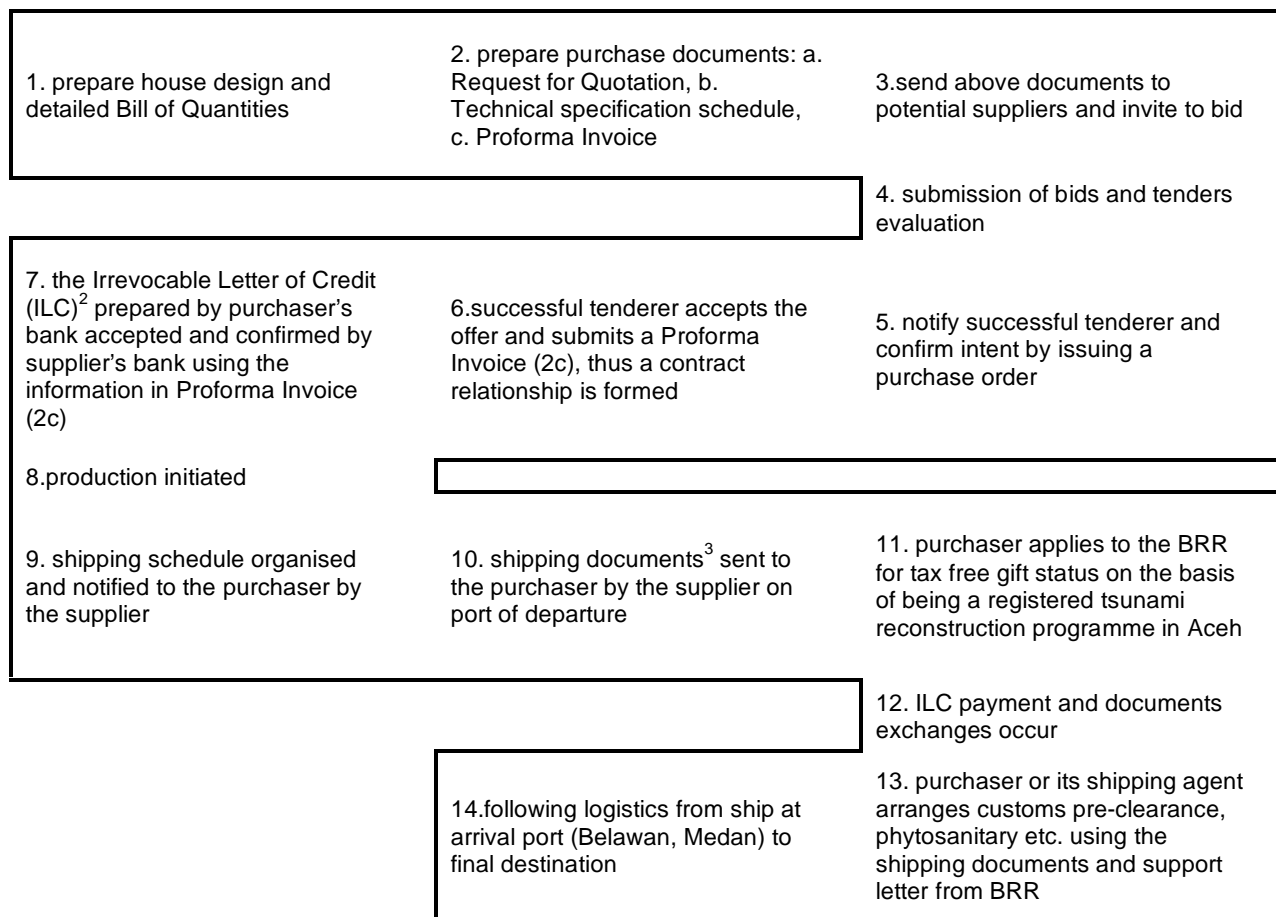 1. prepare house design and
detailed Bill of Quantities
2. prepare purchase documents: a.
Request for Quotation, b.
Technical specification schedule,
c. Proforma Invoice
3.send above documents to
potential suppliers and invite to bid
4. submission of bids and tenders
evaluation
7. the Irrevocable Letter of Credit
(ILC)2 prepared by purchaser’s
bank accepted and confirmed by
supplier’s bank using the
information in Proforma Invoice
(2c)
6.successful tenderer accepts the
offer and submits a Proforma
Invoice (2c), thus a contract
relationship is formed
5. notify successful tenderer and
confirm intent by issuing a
purchase order
8.production initiated
9. shipping schedule organised
and notified to the purchaser by
the supplier
10. shipping documents3 sent to
the purchaser by the supplier on
port of departure
11. purchaser applies to the BRR
for tax free gift status on the basis
of being a registered tsunami
reconstruction programme in Aceh
12. ILC payment and documents
exchanges occur
14.following logistics from ship at
arrival port (Belawan, Medan) to
final destination
13. purchaser or its shipping agent
arranges customs pre-clearance,
phytosanitary etc. using the
shipping documents and support
letter from BRR